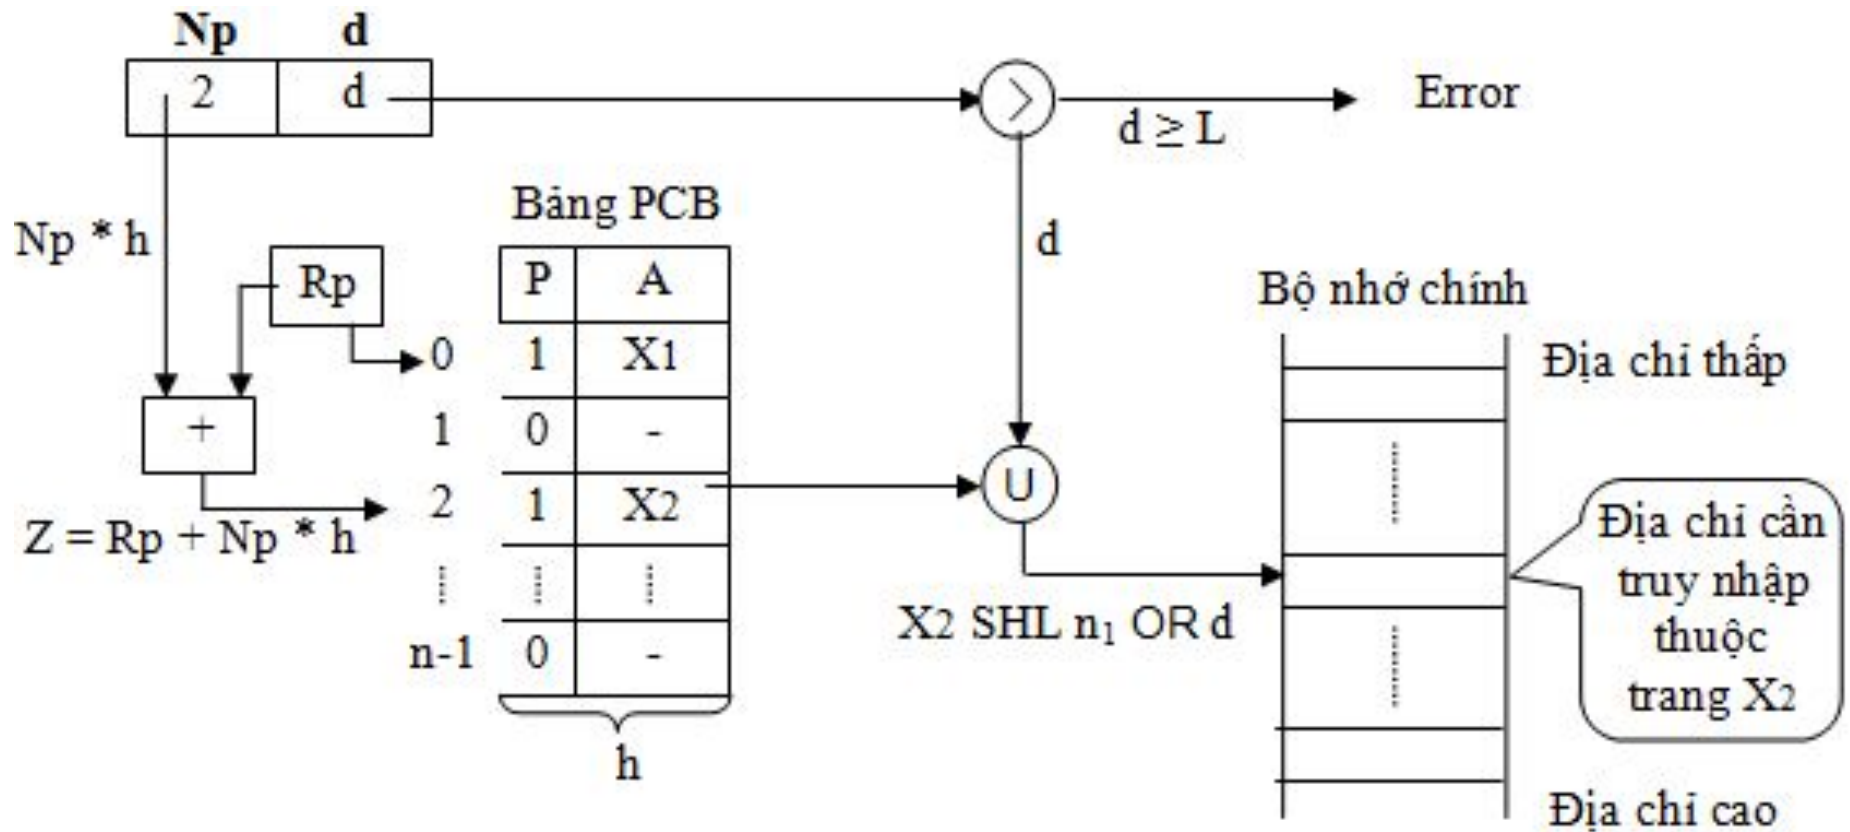 Np d
2 d
>
d ≥ L
Error
Np * h
Rp
Bảng PCB
P A
0 1 X1
1 0 -
2 1 X2
n-1 0 -
h
+
Z = Rp + Np * h
d
U
X2 SHL n₁ OR d
Bộ nhớ chính
Địa chỉ thấp
Địa chỉ cần
truy nhập
thuộc
trang X2
Địa chỉ cao